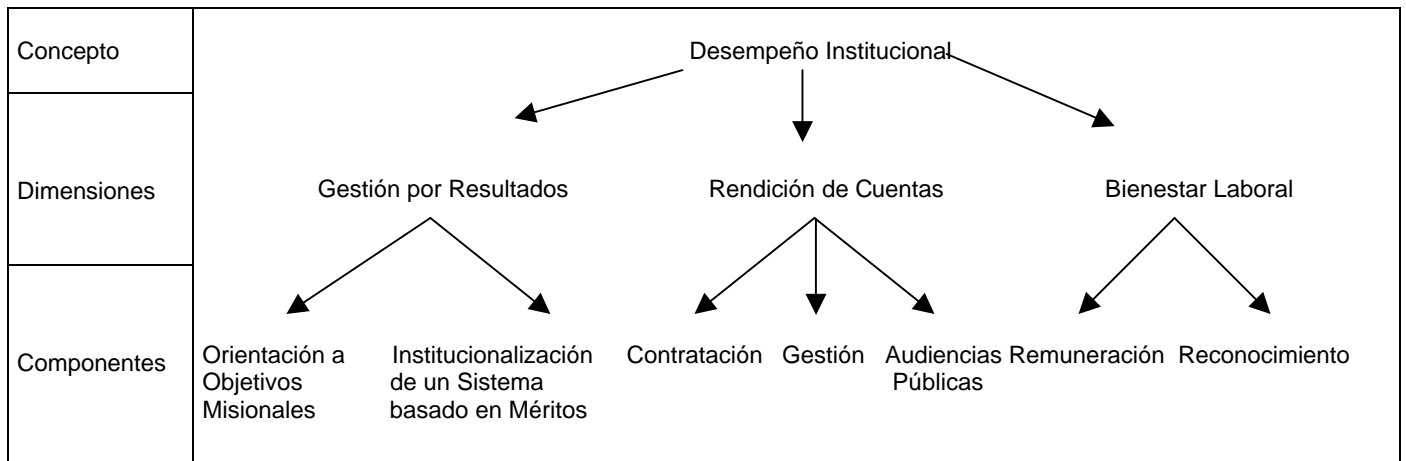 Concepto
Desempeño Institucional
Dimensiones
Gestión por Resultados
Rendición de Cuentas
Bienestar Laboral
Componentes
Orientación a
Objetivos
Misionales
Institucionalización
de un Sistema
basado en Méritos
Contratación
Gestión
Audiencias
Públicas
Remuneración
Reconocimiento